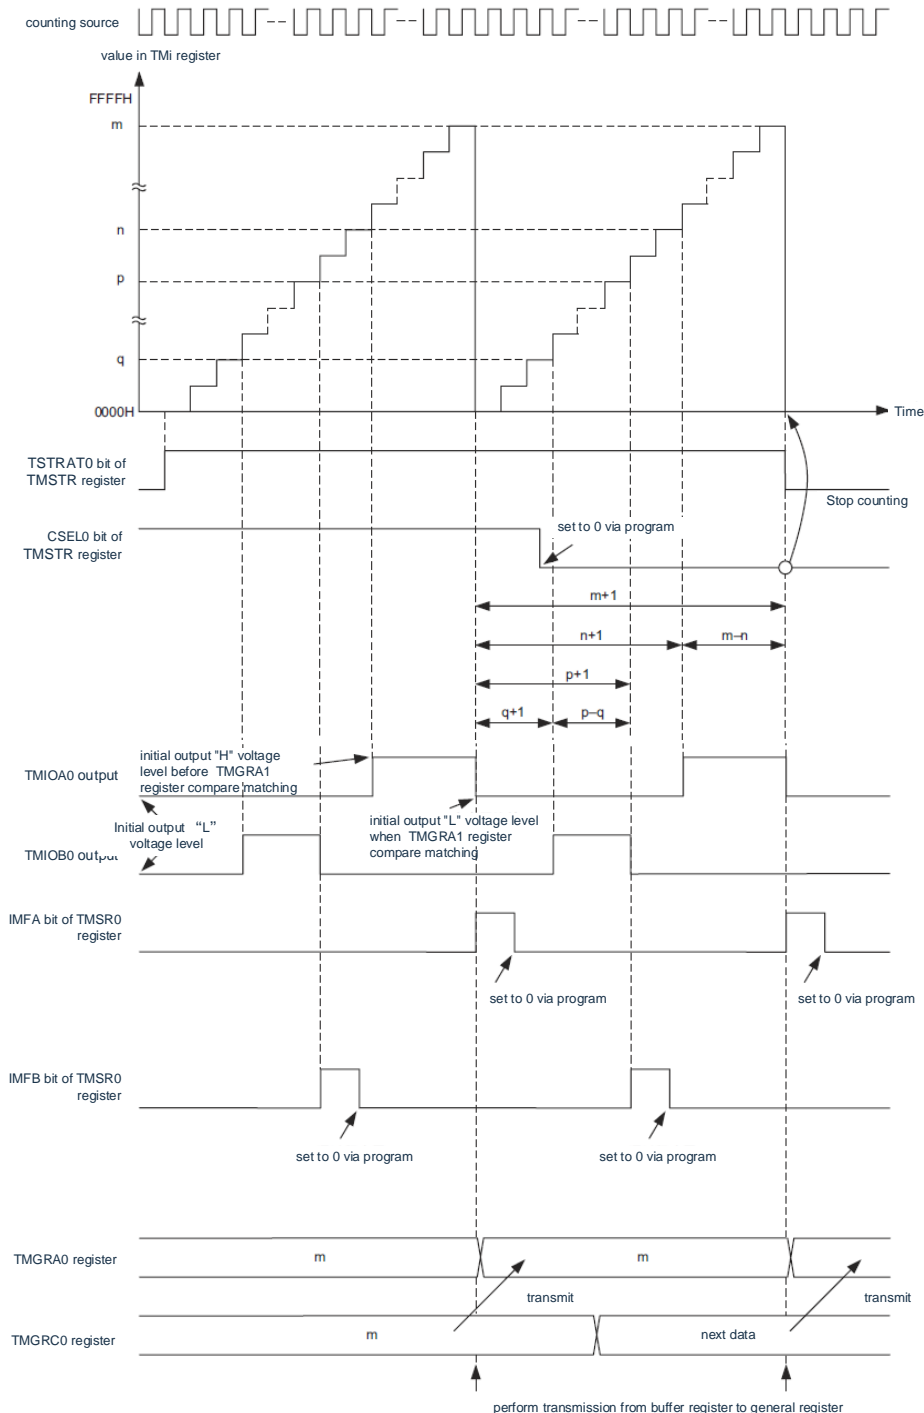 counting source
value in TMi register
FFFFH
m
n
p
q
0000H
Time
TSTRAT0 bit of
TMSTR register
Stop counting
CSEL0 bit of
TMSTR register
set to 0 via program
m+1
n+1
m–n
p+1
q+1
p–q
TMIOA0 output
initial output "H" voltage
level before TMGRA1
register compare matching
initial output "L" voltage level
when TMGRA1 register
compare matching
Initial output “L”
voltage level
TMIOB0 output
IMFA bit of TMSR0
register
set to 0 via program
set to 0 via program
IMFB bit of TMSR0
register
set to 0 via program
set to 0 via program
TMGRA0 register
m
m
transmit
transmit
TMGRC0 register
m
next data
perform transmission from buffer register to general register